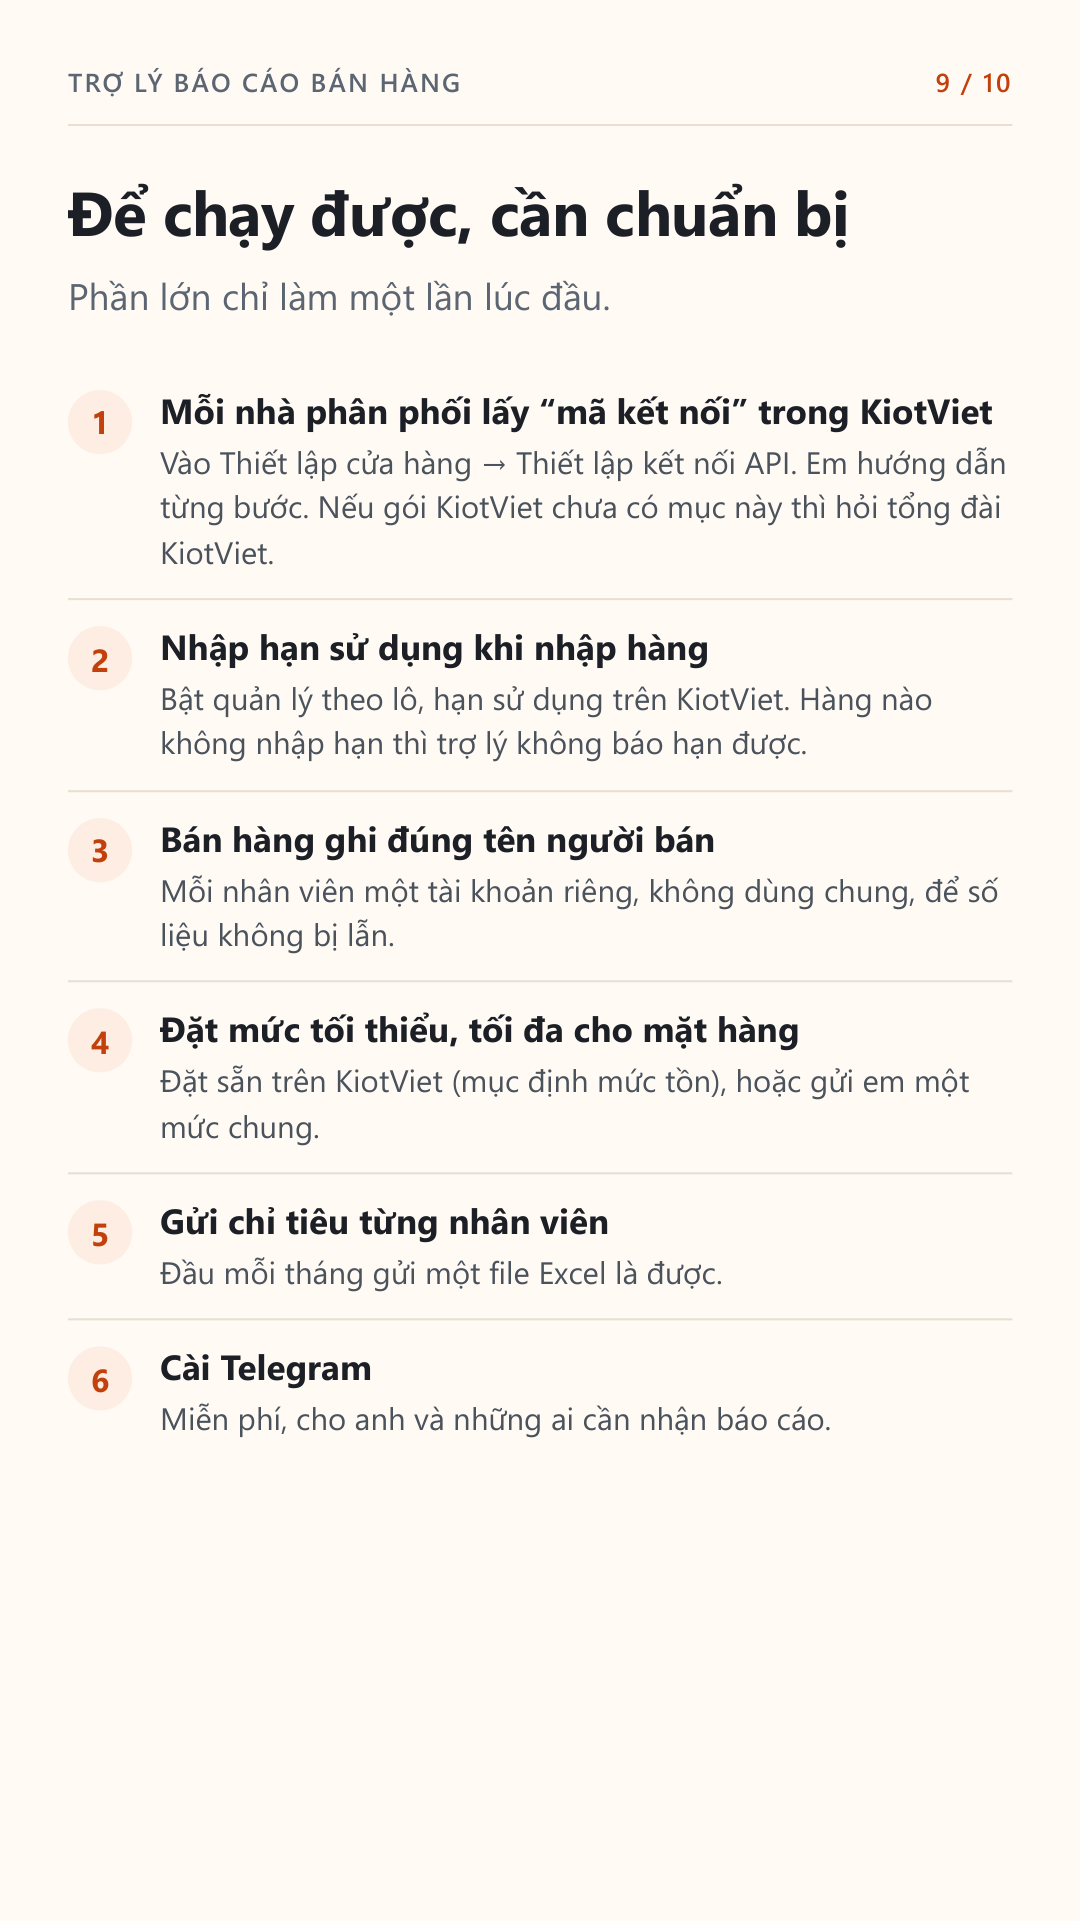 TRỢ LÝ BÁO CÁO BÁN HÀNG
9 / 10
Để chạy được, cần chuẩn bị
Phần lớn chỉ làm một lần lúc đầu.
1
Mỗi nhà phân phối lấy “mã kết nối” trong KiotViet
Vào Thiết lập cửa hàng → Thiết lập kết nối API. Em hướng dẫn
từng bước. Nếu gói KiotViet chưa có mục này thì hỏi tổng đài
KiotViet.
2
Nhập hạn sử dụng khi nhập hàng
Bật quản lý theo lô, hạn sử dụng trên KiotViet. Hàng nào
không nhập hạn thì trợ lý không báo hạn được.
3
Bán hàng ghi đúng tên người bán
Mỗi nhân viên một tài khoản riêng, không dùng chung, để số
liệu không bị lẫn.
4
Đặt mức tối thiểu, tối đa cho mặt hàng
Đặt sẵn trên KiotViet (mục định mức tồn), hoặc gửi em một
mức chung.
5
Gửi chỉ tiêu từng nhân viên
Đầu mỗi tháng gửi một file Excel là được.
6
Cài Telegram
Miễn phí, cho anh và những ai cần nhận báo cáo.